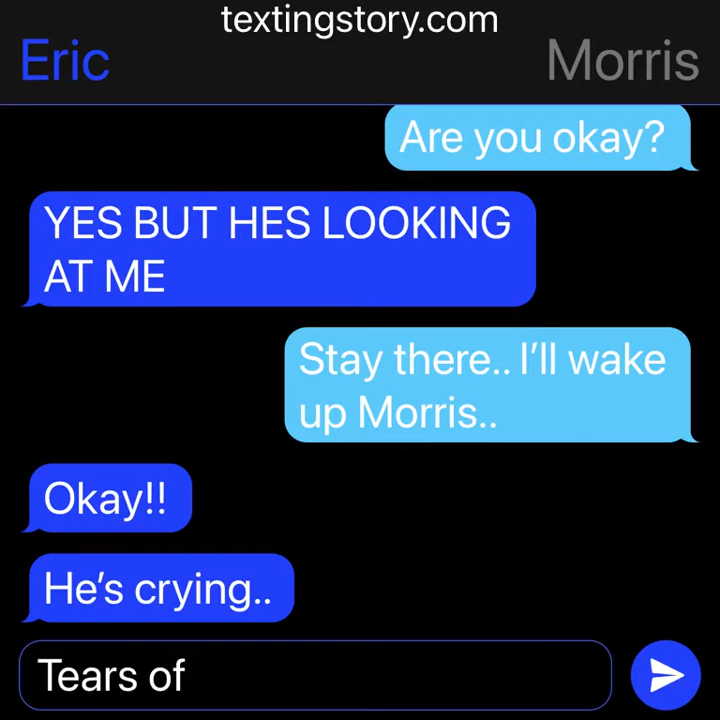 textingstory.com
Eric
Morris
Are you okay?
YES BUT HES LOOKING
AT ME
Stay there.. I’ll wake
up Morris..
Okay!!
He’s crying..
Tears of